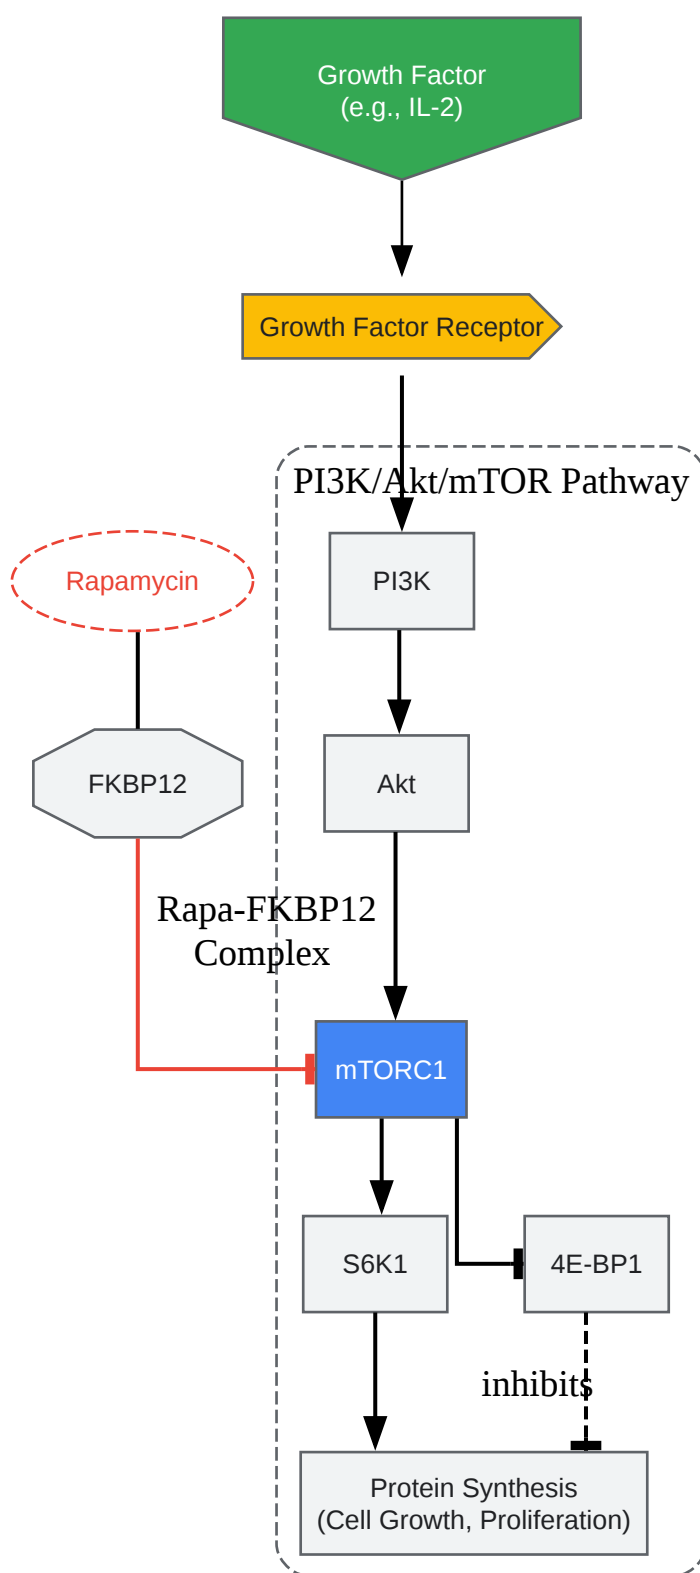 Growth Factor
(e.g., IL-2)
Growth Factor Receptor
PI3K/Akt/mTOR Pathway
Rapamycin
PI3K
FKBP12
Akt
Rapa-FKBP12
Complex
mTORC1
S6K1
4E-BP1
inhibits
Protein Synthesis
(Cell Growth, Proliferation)